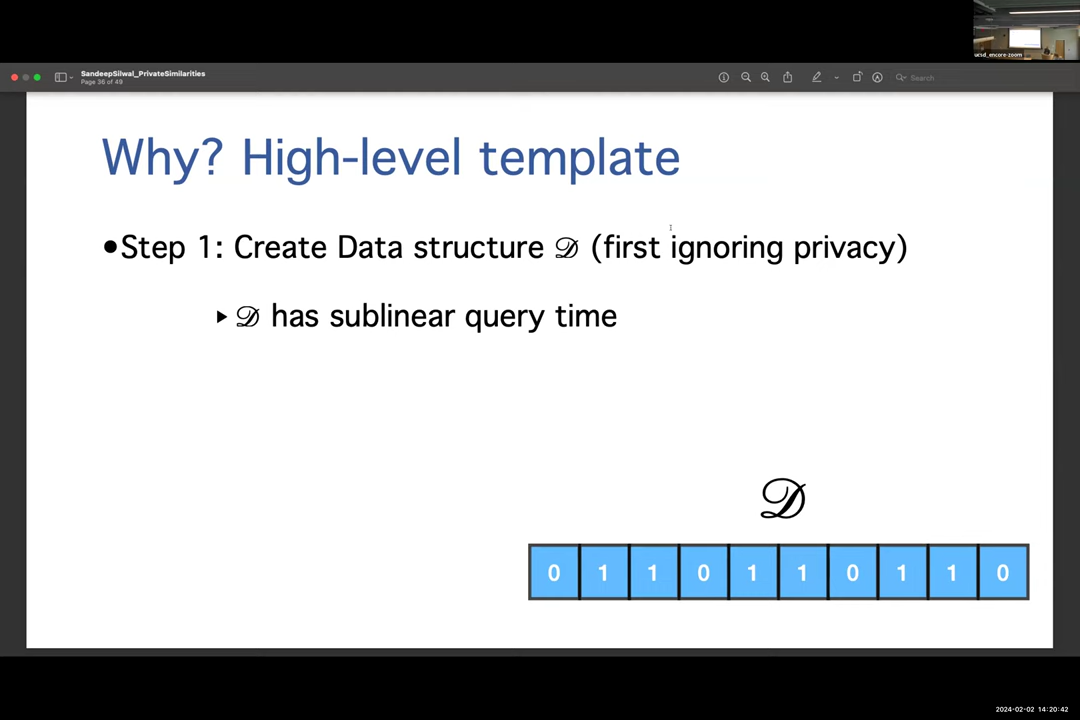 ucsd_encore-zoom
SandeepSilwal_PrivateSimilarities
Page 36 of 49
Search
Why? High-level template
•Step 1: Create Data structure 𝒟 (first ignoring privacy)
▸ 𝒟 has sublinear query time
𝒟
0 1 1 0 1 1 0 1 1 0
2024-02-02 14:20:42